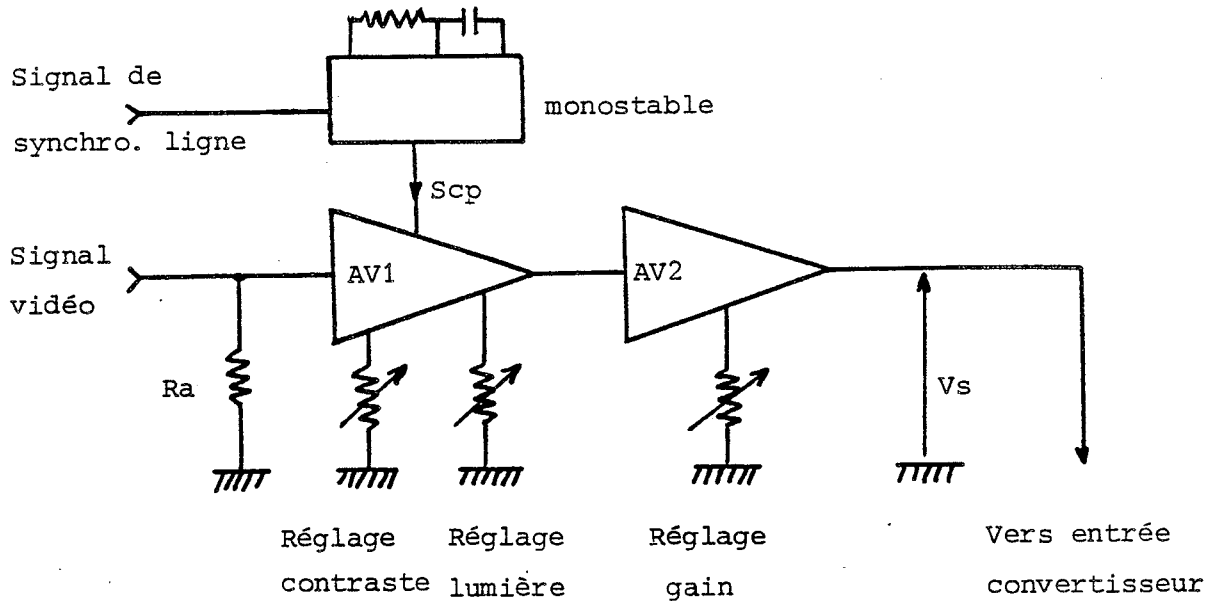 Signal de
synchro. ligne
monostable
Scp
Signal
vidéo
AV1
AV2
Ra
Vs
Réglage
contraste
Réglage
lumière
Réglage
gain
Vers entrée
convertisseur